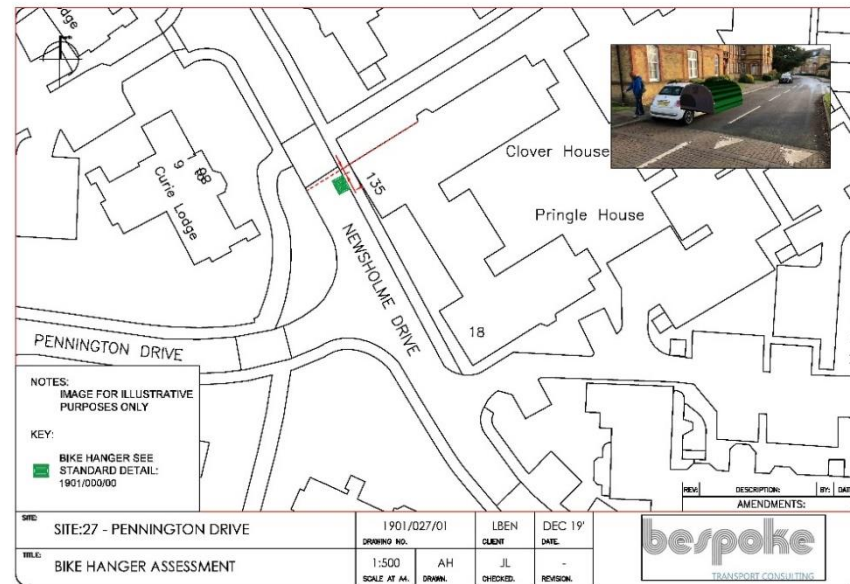 Lodge
Clover House
Pringle House
135
98
9
Curie Lodge
NEWSHOLME DRIVE
18
PENNINGTON DRIVE
NOTES:
IMAGE FOR ILLUSTRATIVE
PURPOSES ONLY
KEY:
BIKE HANGER SEE
STANDARD DETAIL:
1901/000/00
REV:
DESCRIPTION:
BY:
AMENDMENTS:
SITE:
SITE:27 - PENNINGTON DRIVE
1901/027/01
DRAWING NO.
LBEN
CLIENT
DEC 19'
DATE.
TITLE:
BIKE HANGER ASSESSMENT
1:500
SCALE AT A4.
AH
DRAWN.
JL
CHECKED.
-
REVISION.
bespoke
TRANSPORT CONSULTING